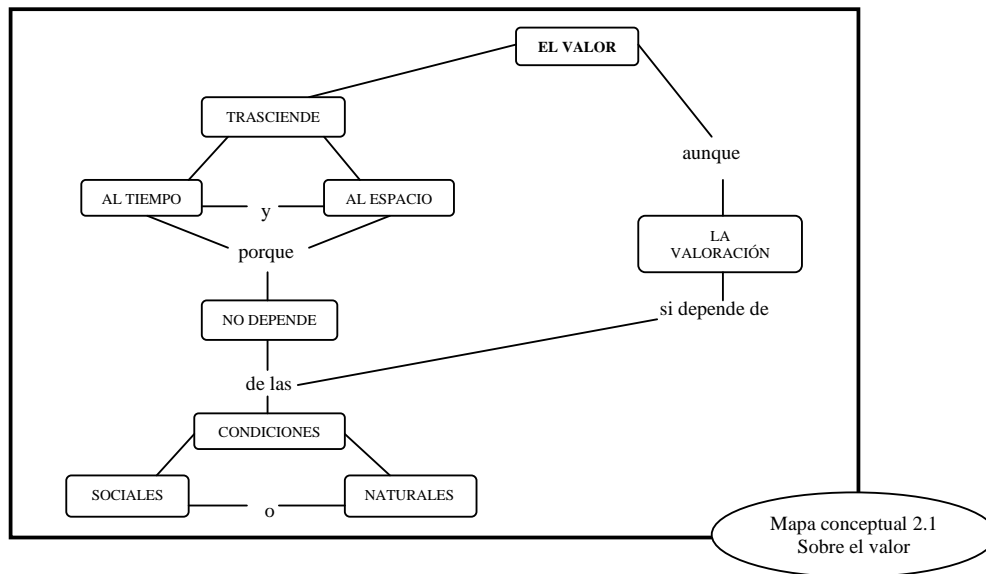 EL VALOR
TRASCIENDE
aunque
AL TIEMPO
y
AL ESPACIO
porque
LA
VALORACIÓN
NO DEPENDE
si depende de
de las
CONDICIONES
SOCIALES
o
NATURALES
Mapa conceptual 2.1
Sobre el valor